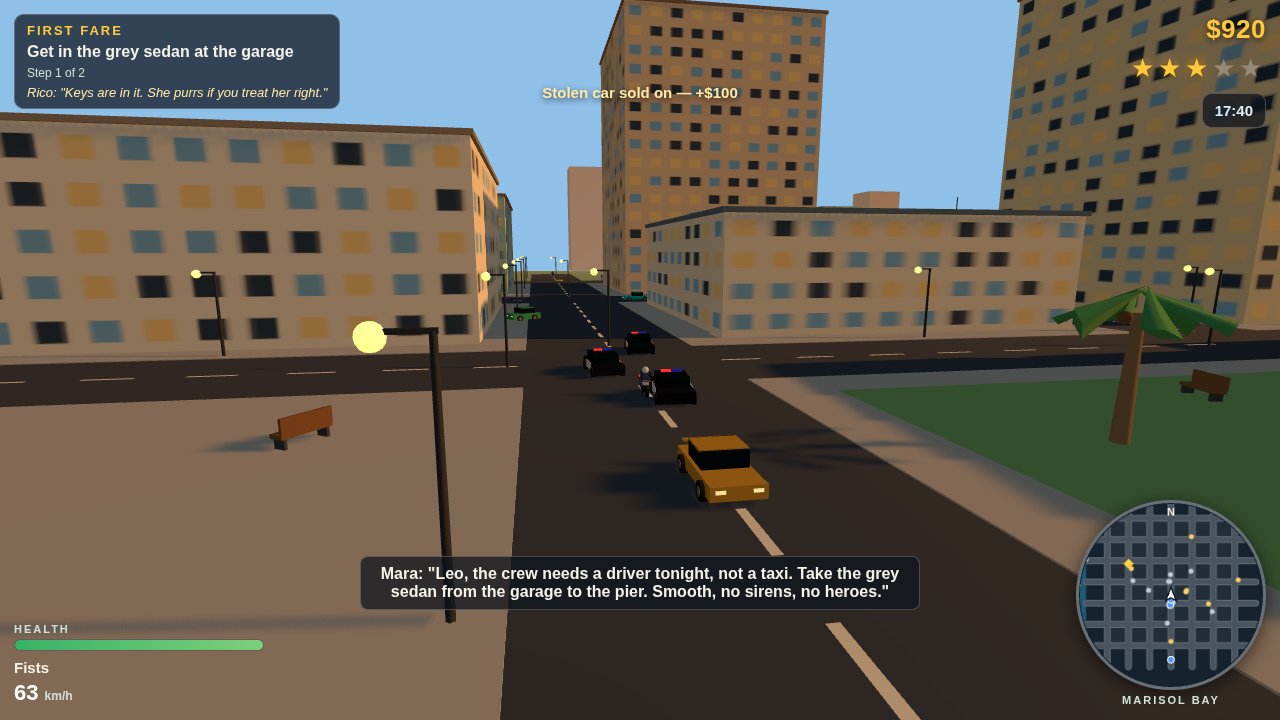 FIRST FARE
Get in the grey sedan at the garage
Step 1 of 2
Rico: "Keys are in it. She purrs if you treat her right."
$920
Stolen car sold on — +$100
17:40
Mara: "Leo, the crew needs a driver tonight, not a taxi. Take the grey
sedan from the garage to the pier. Smooth, no sirens, no heroes."
N
HEALTH
Fists
63 km/h
MARISOL BAY